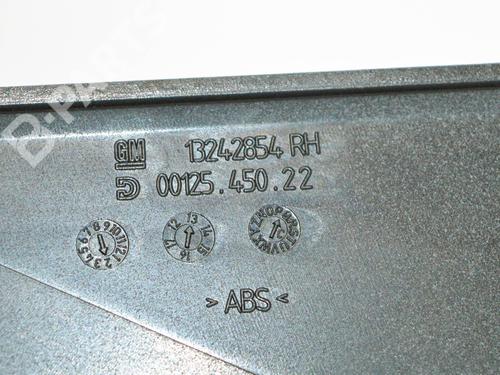 B-PARTS
GM 13242854 RH
00125.450.22
>ABS<